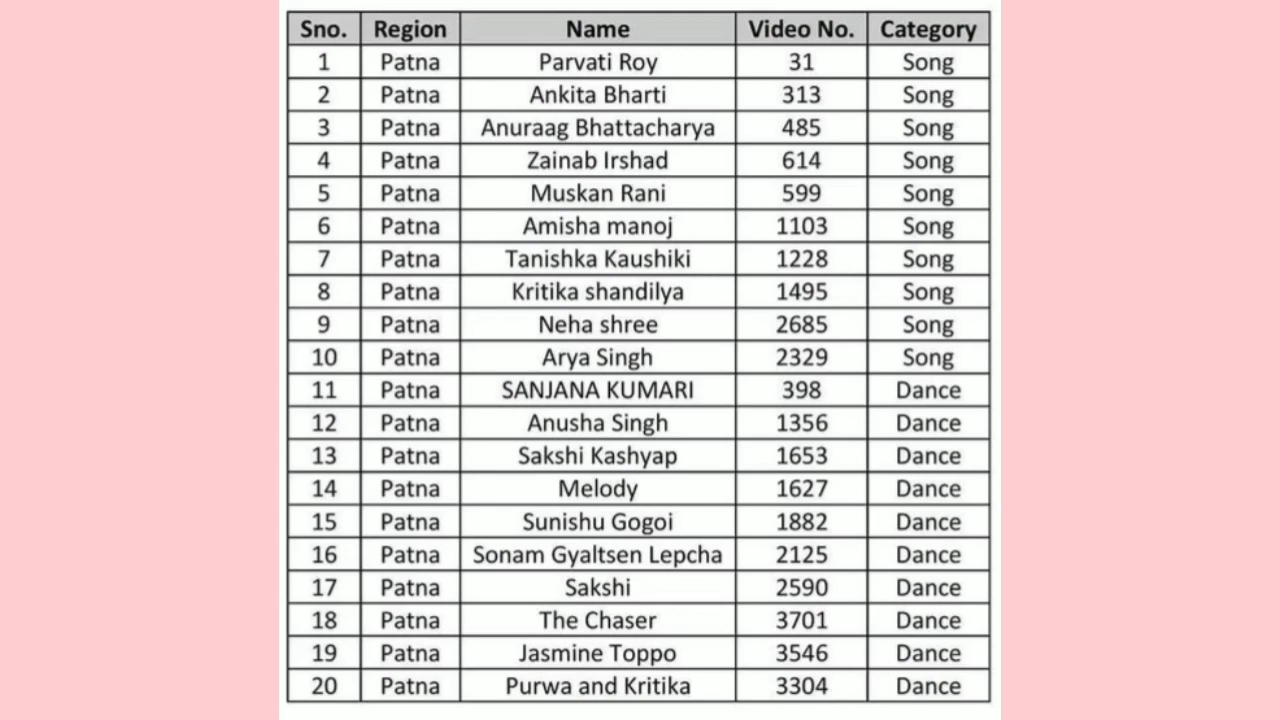 Sno. Region Name Video No. Category
1 Patna Parvati Roy 31 Song
2 Patna Ankita Bharti 313 Song
3 Patna Anuraag Bhattacharya 485 Song
4 Patna Zainab Irshad 614 Song
5 Patna Muskan Rani 599 Song
6 Patna Amisha manoj 1103 Song
7 Patna Tanishka Kaushiki 1228 Song
8 Patna Kritika shandilya 1495 Song
9 Patna Neha shree 2685 Song
10 Patna Arya Singh 2329 Song
11 Patna SANJANA KUMARI 398 Dance
12 Patna Anusha Singh 1356 Dance
13 Patna Sakshi Kashyap 1653 Dance
14 Patna Melody 1627 Dance
15 Patna Sunishu Gogoi 1882 Dance
16 Patna Sonam Gyaltsen Lepcha 2125 Dance
17 Patna Sakshi 2590 Dance
18 Patna The Chaser 3701 Dance
19 Patna Jasmine Toppo 3546 Dance
20 Patna Purwa and Kritika 3304 Dance